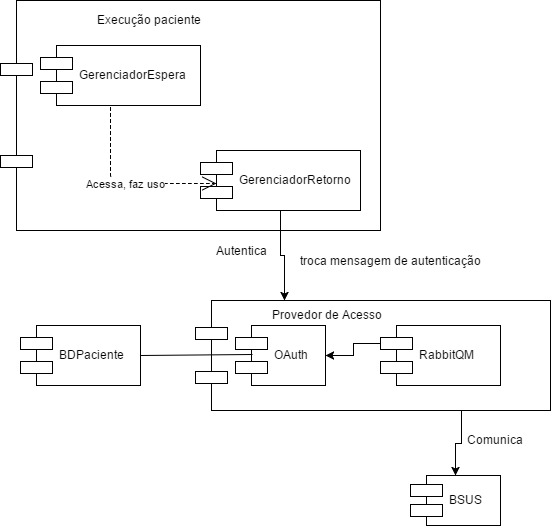 Execução paciente
GerenciadorEspera
Acessa, faz uso
GerenciadorRetorno
Autentica
troca mensagem de autenticação
Provedor de Acesso
BDPaciente
OAuth
RabbitQM
Comunica
BSUS